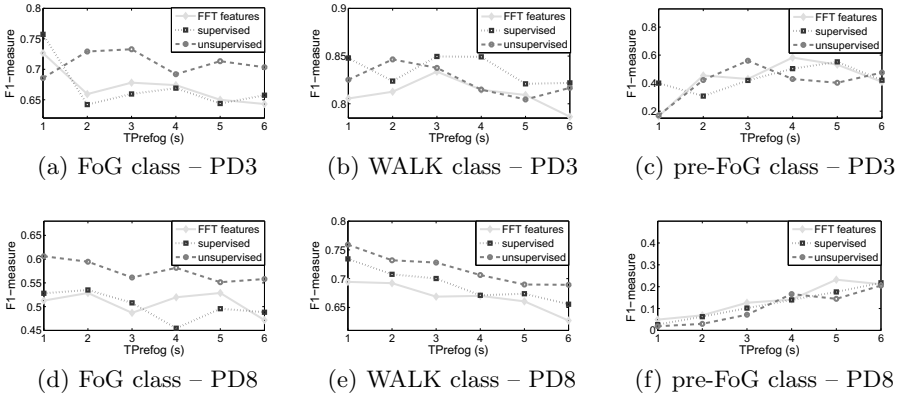 0.8
0.75
0.7
0.65
F1−measure
1 2 3 4 5 6
TPrefog (s)
FFT features
supervised
unsupervised
(a) FoG class – PD3
0.9
0.85
0.8
F1−measure
1 2 3 4 5 6
TPrefog (s)
FFT features
supervised
unsupervised
(b) WALK class – PD3
0.8
0.6
0.4
0.2
F1−measure
1 2 3 4 5 6
TPrefog (s)
FFT features
supervised
unsupervised
(c) pre-FoG class – PD3
0.65
0.6
0.55
0.5
0.45
F1−measure
1 2 3 4 5 6
TPrefog (s)
FFT features
supervised
unsupervised
(d) FoG class – PD8
0.8
0.75
0.7
0.65
F1−measure
1 2 3 4 5 6
TPrefog (s)
FFT features
supervised
unsupervised
(e) WALK class – PD8
0.4
0.3
0.2
0.1
0
F1−measure
1 2 3 4 5 6
TPrefog (s)
FFT features
supervised
unsupervised
(f) pre-FoG class – PD8